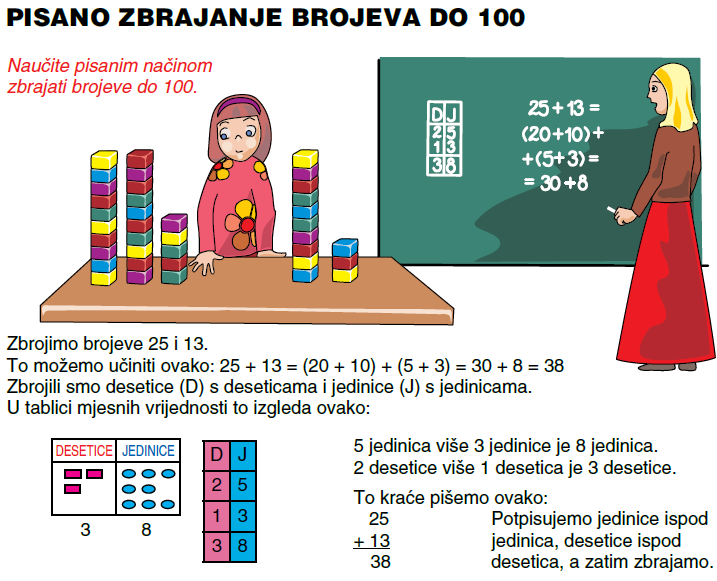 PISANO ZBRAJANJE BROJEVA DO 100
Naučite pisanim načinom
zbrajati brojeve do 100.
D J
2 5
1 3
3 8
25 + 13 =
(20 + 10) +
+ (5 + 3) =
= 30 + 8
Zbrojimo brojeve 25 i 13.
To možemo učiniti ovako: 25 + 13 = (20 + 10) + (5 + 3) = 30 + 8 = 38
Zbrojili smo desetice (D) s deseticama i jedinice (J) s jedinicama.
U tablici mjesnih vrijednosti to izgleda ovako:
DESETICE JEDINICE
3 8
D J
2 5
1 3
3 8
5 jedinica više 3 jedinice je 8 jedinica.
2 desetice više 1 desetica je 3 desetice.
To kraće pišemo ovako:
25 Potpisujemo jedinice ispod
+ 13 jedinica, desetice ispod
38 desetica, a zatim zbrajamo.